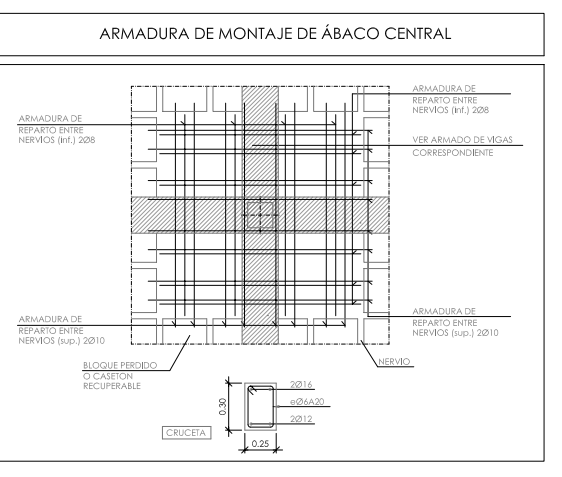 ARMADURA DE MONTAJE DE ÁBACO CENTRAL
ARMADURA DE
REPARTO ENTRE
NERVÍOS (inf.) 2Ø8
ARMADURA DE
REPARTO ENTRE
NERVÍOS (inf.) 2Ø8
VER ARMADO DE VIGAS
CORRESPONDIENTE
ARMADURA DE
REPARTO ENTRE
NERVIOS (sup.) 2Ø10
ARMADURA DE
REPARTO ENTRE
NERVIOS (sup.) 2Ø10
BLOQUE PERDIDO
O CASETON
RECUPERABLE
NERVIO
2Ø16
eØ6A20
2Ø12
0.30
CRUCETA
0.25